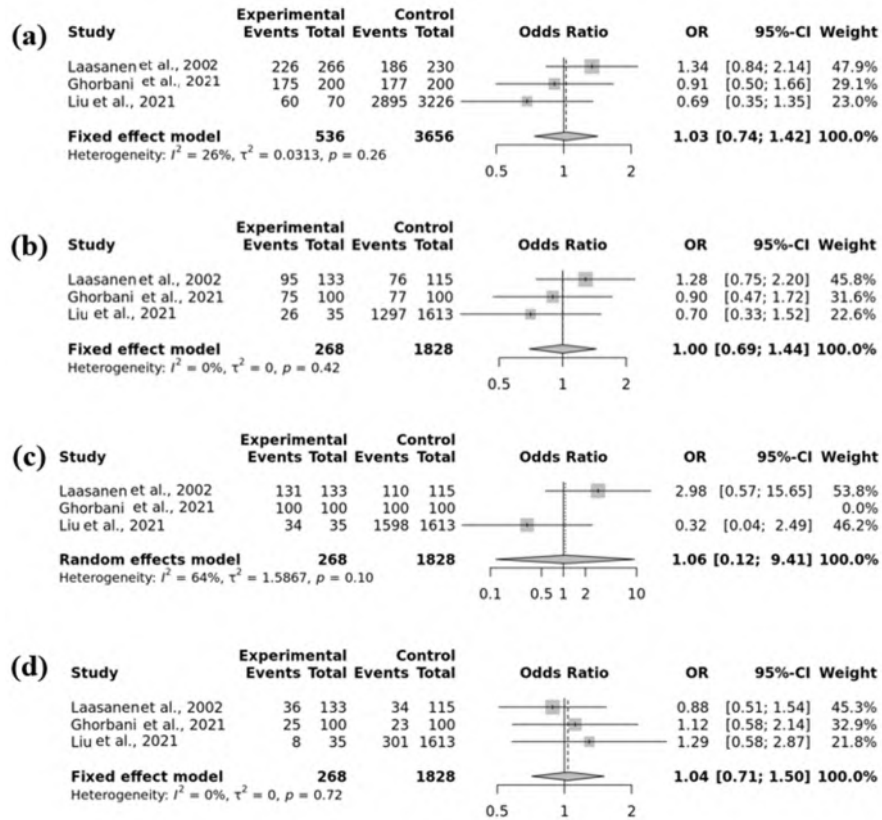 (a)
Experimental Control
Study Events Total Events Total Odds Ratio OR 95%-CI Weight
Laasanen et al., 2002 226 266 186 230 1.34 [0.84; 2.14] 47.9%
Ghorbani et al., 2021 175 200 177 200 0.91 [0.50; 1.66] 29.1%
Liu et al., 2021 60 70 2895 3226 0.69 [0.35; 1.35] 23.0%
Fixed effect model 536 3656 1.03 [0.74; 1.42] 100.0%
Heterogeneity: I² = 26%, τ² = 0.0313, p = 0.26
0.5 1 2
(b)
Experimental Control
Study Events Total Events Total Odds Ratio OR 95%-CI Weight
Laasanen et al., 2002 95 133 76 115 1.28 [0.75; 2.20] 45.8%
Ghorbani et al., 2021 75 100 77 100 0.90 [0.47; 1.72] 31.6%
Liu et al., 2021 26 35 1297 1613 0.70 [0.33; 1.52] 22.6%
Fixed effect model 268 1828 1.00 [0.69; 1.44] 100.0%
Heterogeneity: I² = 0%, τ² = 0, p = 0.42
0.5 1 2
(c)
Experimental Control
Study Events Total Events Total Odds Ratio OR 95%-CI Weight
Laasanen et al., 2002 131 133 110 115 2.98 [0.57; 15.65] 53.8%
Ghorbani et al., 2021 100 100 100 100 0.0%
Liu et al., 2021 34 35 1598 1613 0.32 [0.04; 2.49] 46.2%
Random effects model 268 1828 1.06 [0.12; 9.41] 100.0%
Heterogeneity: I² = 64%, τ² = 1.5867, p = 0.10
0.1 0.5 1 2 10
(d)
Experimental Control
Study Events Total Events Total Odds Ratio OR 95%-CI Weight
Laasanen et al., 2002 36 133 34 115 0.88 [0.51; 1.54] 45.3%
Ghorbani et al., 2021 25 100 23 100 1.12 [0.58; 2.14] 32.9%
Liu et al., 2021 8 35 301 1613 1.29 [0.58; 2.87] 21.8%
Fixed effect model 268 1828 1.04 [0.71; 1.50] 100.0%
Heterogeneity: I² = 0%, τ² = 0, p = 0.72
0.5 1 2